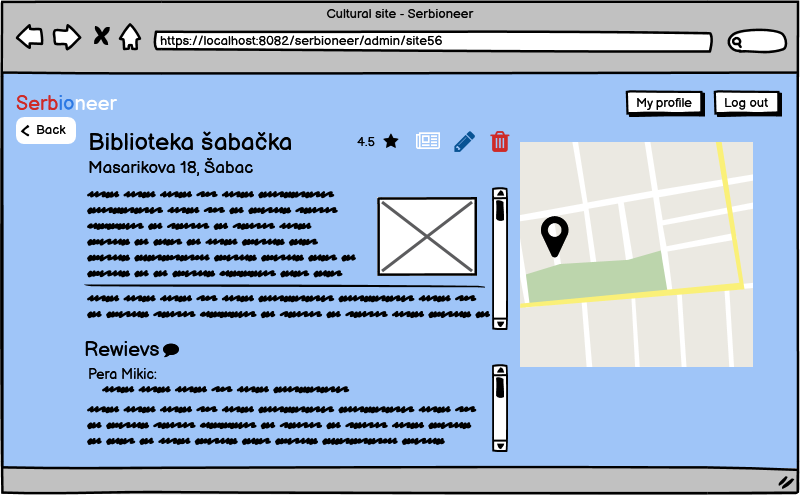 Cultural site - Serbioneer
https://localhost:8082/serbioneer/admin/site56
Serbioneer
My profile
Log out
Back
Biblioteka šabačka
4.5
Masarikova 18, Šabac
Rewievs
Pera Mikic: